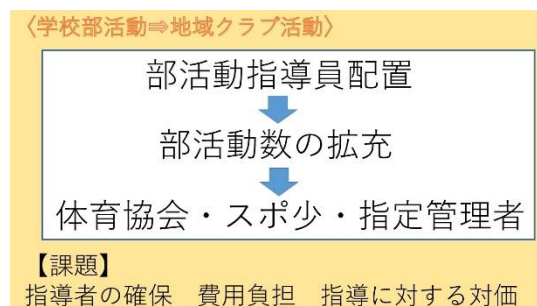 〈学校部活動⇒地域クラブ活動〉
部活動指導員配置
部活動数の拡充
体育協会・スポ少・指定管理者
【課題】
指導者の確保　費用負担　指導に対する対価